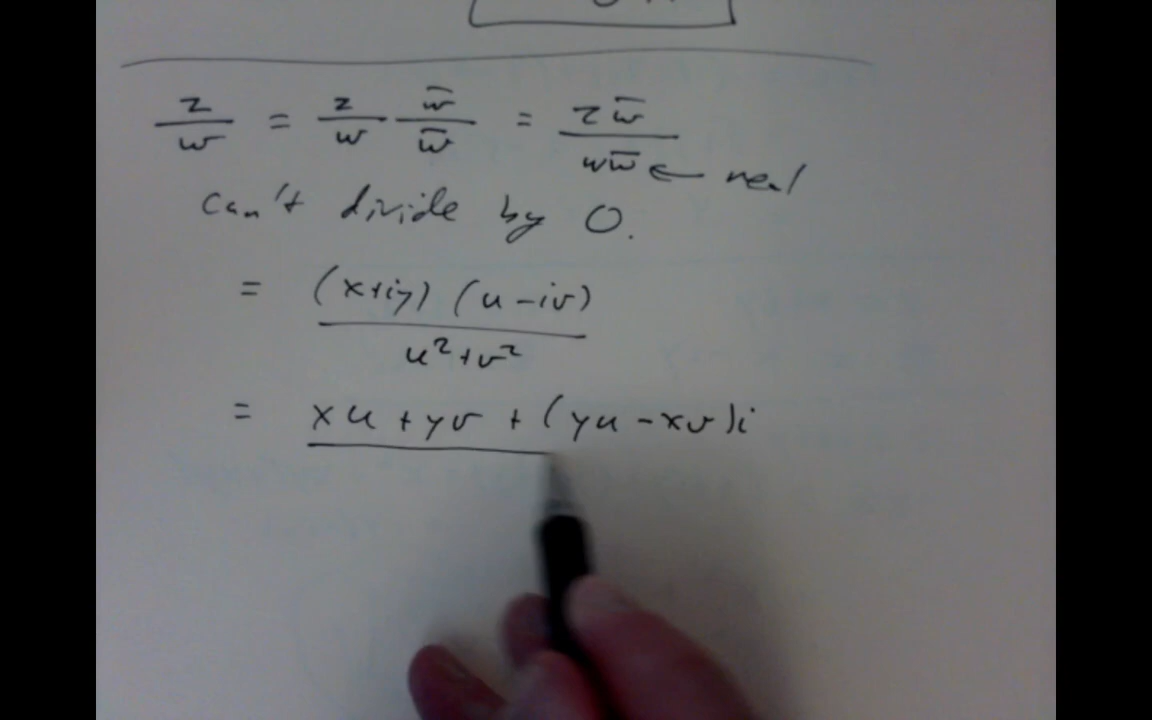 z/w = z/w w̄/w̄ = zw̄/ww̄ ← real
can't divide by 0.
= (x+iy) (u-iv) / u²+v²
= xu + yv + (yu - xv)i